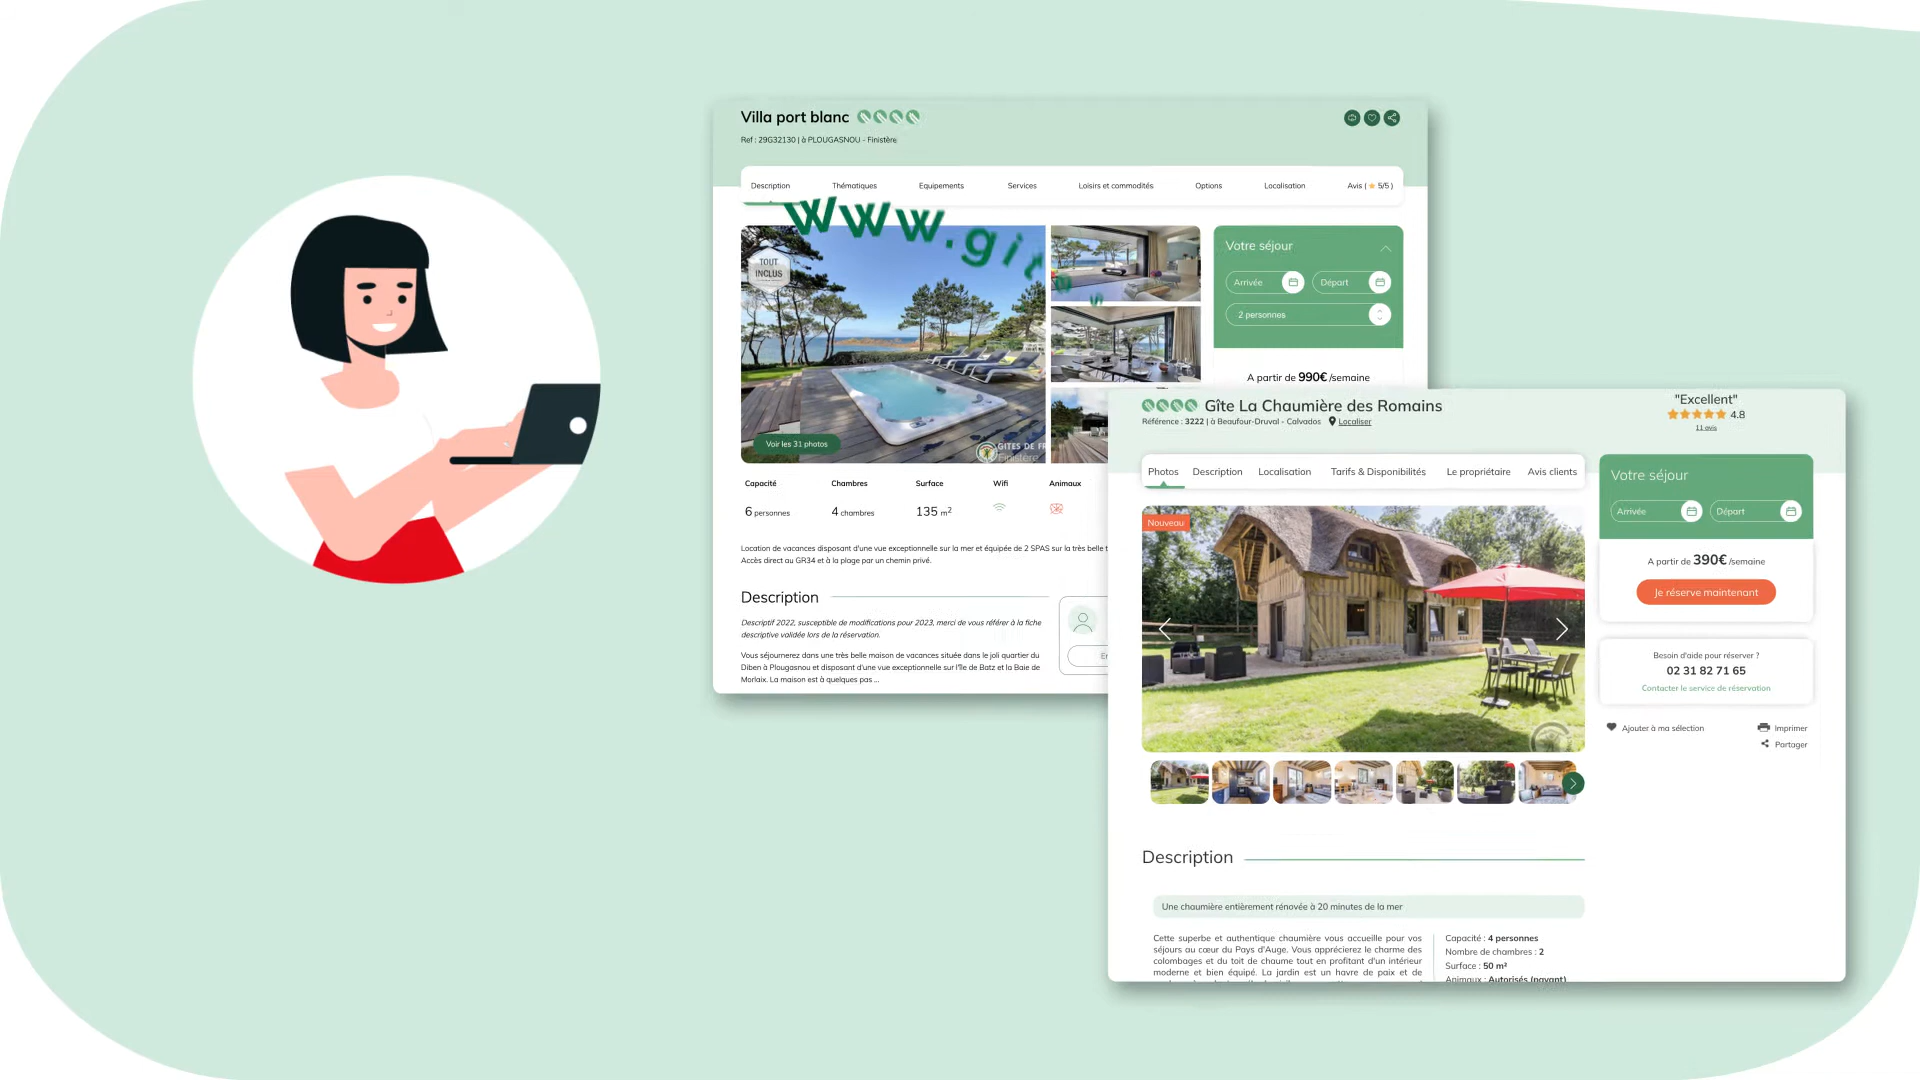 Villa port blanc
Ref : 29G32130 | à PLOUGASNOU - Finistère
Description Thématiques Equipements Services Loisirs et commodités Options Localisation Avis ( 5/5 )
www.gît
TOUT
INCLUS
Voir les 31 photos
GITES DE FR
Finistère
Votre séjour
Arrivée Départ
2 personnes
A partir de 990€ /semaine
Capacité Chambres Surface Wifi Animaux
6 personnes 4 chambres 135 m2
Location de vacances disposant d'une vue exceptionnelle sur la mer et équipée de 2 SPAS sur la très belle t
Accès direct au GR34 et à la plage par un chemin privé.
Description
Descriptif 2022, susceptible de modifications pour 2023, merci de vous référer à la fiche
descriptive validée lors de la réservation.
Vous séjournerez dans une très belle maison de vacances située dans le joli quartier du
Diben à Plougasnou et disposant d'une vue exceptionnelle sur l'île de Batz et la Baie de
Morlaix. La maison est à quelques pas ...
Gîte La Chaumière des Romains
Référence : 3222 | à Beaufour-Druval - Calvados Localiser
"Excellent"
4.8
11 avis
Photos Description Localisation Tarifs & Disponibilités Le propriétaire Avis clients
Nouveau
Votre séjour
Arrivée Départ
A partir de 390€ /semaine
Je réserve maintenant
Besoin d'aide pour réserver ?
02 31 82 71 65
Contacter le service de réservation
Ajouter à ma sélection Imprimer
Partager
Description
Une chaumière entièrement rénovée à 20 minutes de la mer
Cette superbe et authentique chaumière vous accueille pour vos
séjours au cœur du Pays d'Auge. Vous apprécierez le charme des
colombages et du toit de chaume tout en profitant d'un intérieur
moderne et bien équipé. La jardin est un havre de paix et de
Capacité : 4 personnes
Nombre de chambres : 2
Surface : 50 m²
Animaux : Autorisés (payant)